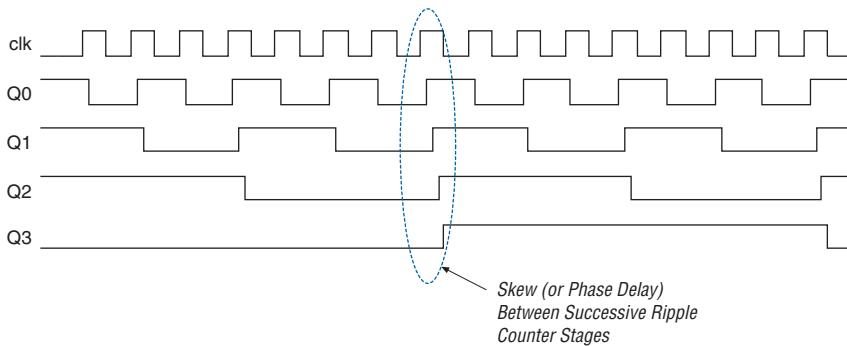 clk
Q0
Q1
Q2
Q3
Skew (or Phase Delay)
Between Successive Ripple
Counter Stages